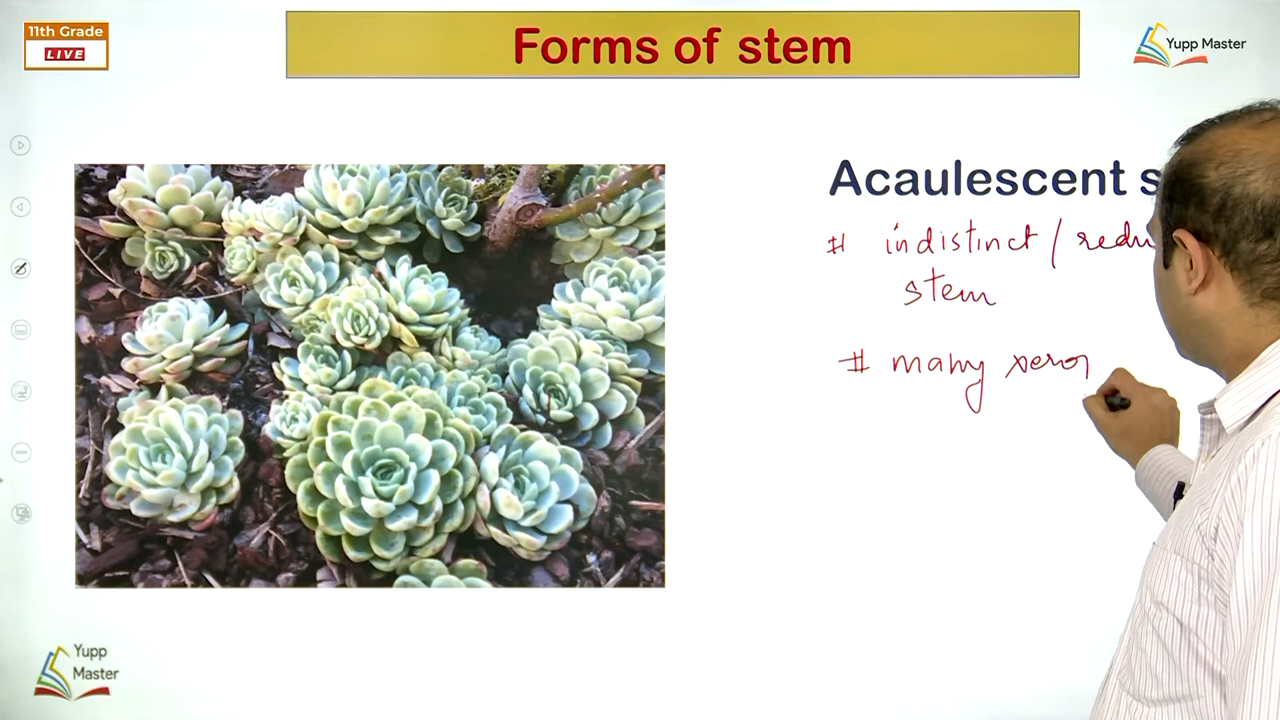 11th Grade
LIVE
Forms of stem
Yupp Master
Acaulescent s
# indistinct / redu
stem
# many xero
Yupp
Master